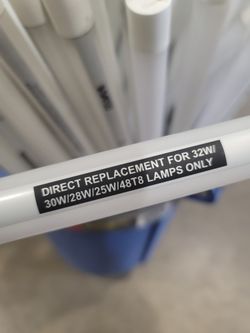 DIRECT REPLACEMENT FOR 32W/
30W/28W/25W/48T8 LAMPS ONLY